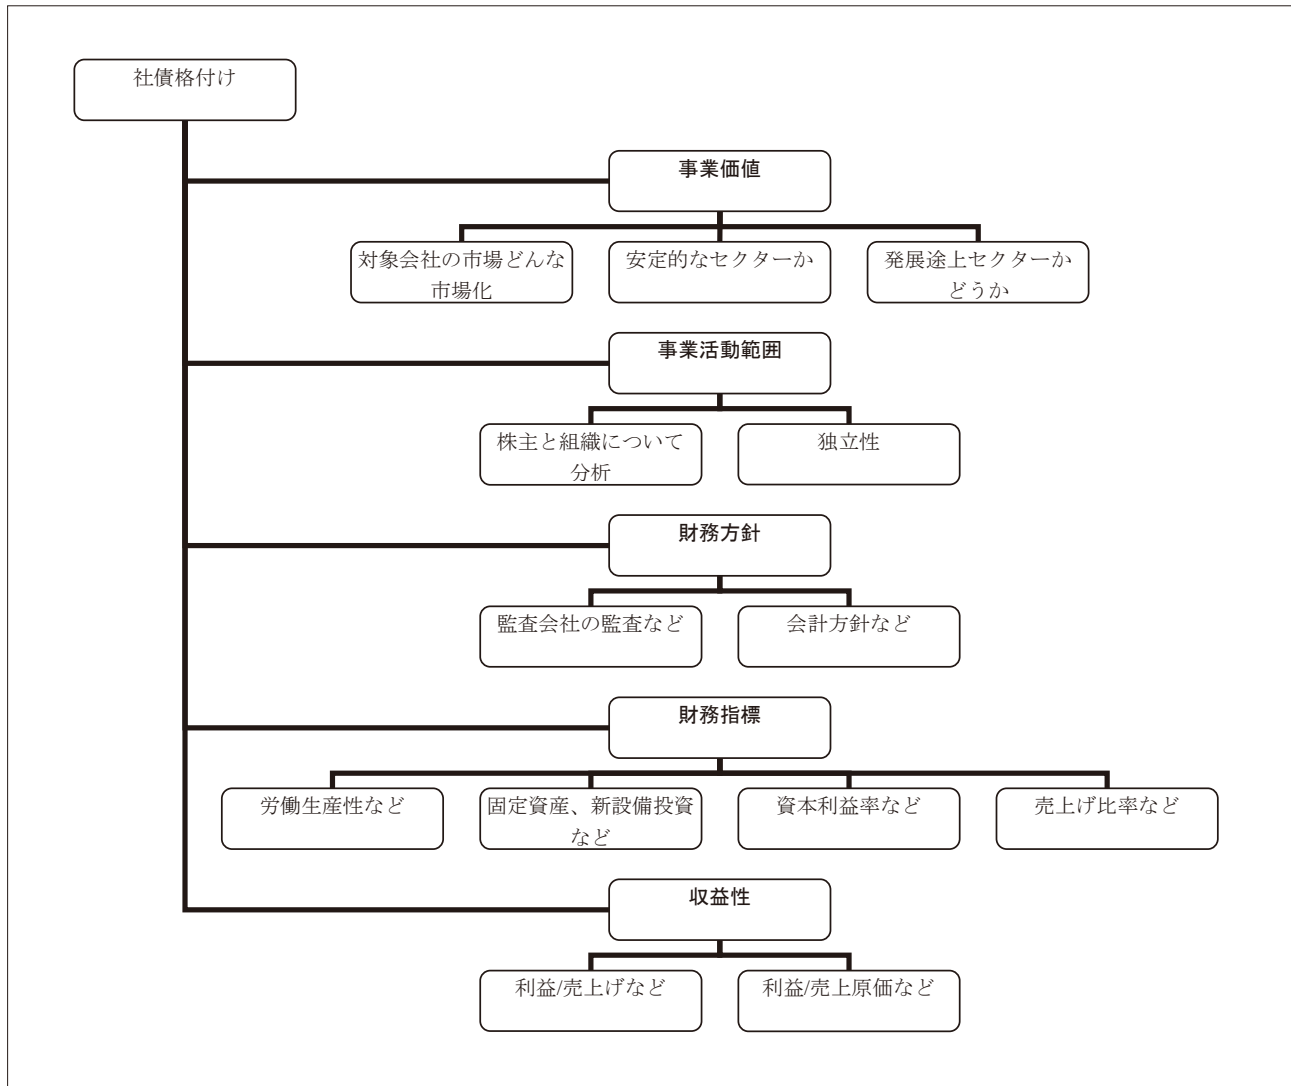 社債格付け
事業価値
対象会社の市場どんな
市場化
安定的なセクターか
発展途上セクターか
どうか
事業活動範囲
株主と組織について
分析
独立性
財務方針
監査会社の監査など
会計方針など
財務指標
労働生産性など
固定資産、新設備投資
など
資本利益率など
売上げ比率など
収益性
利益/売上げなど
利益/売上原価など